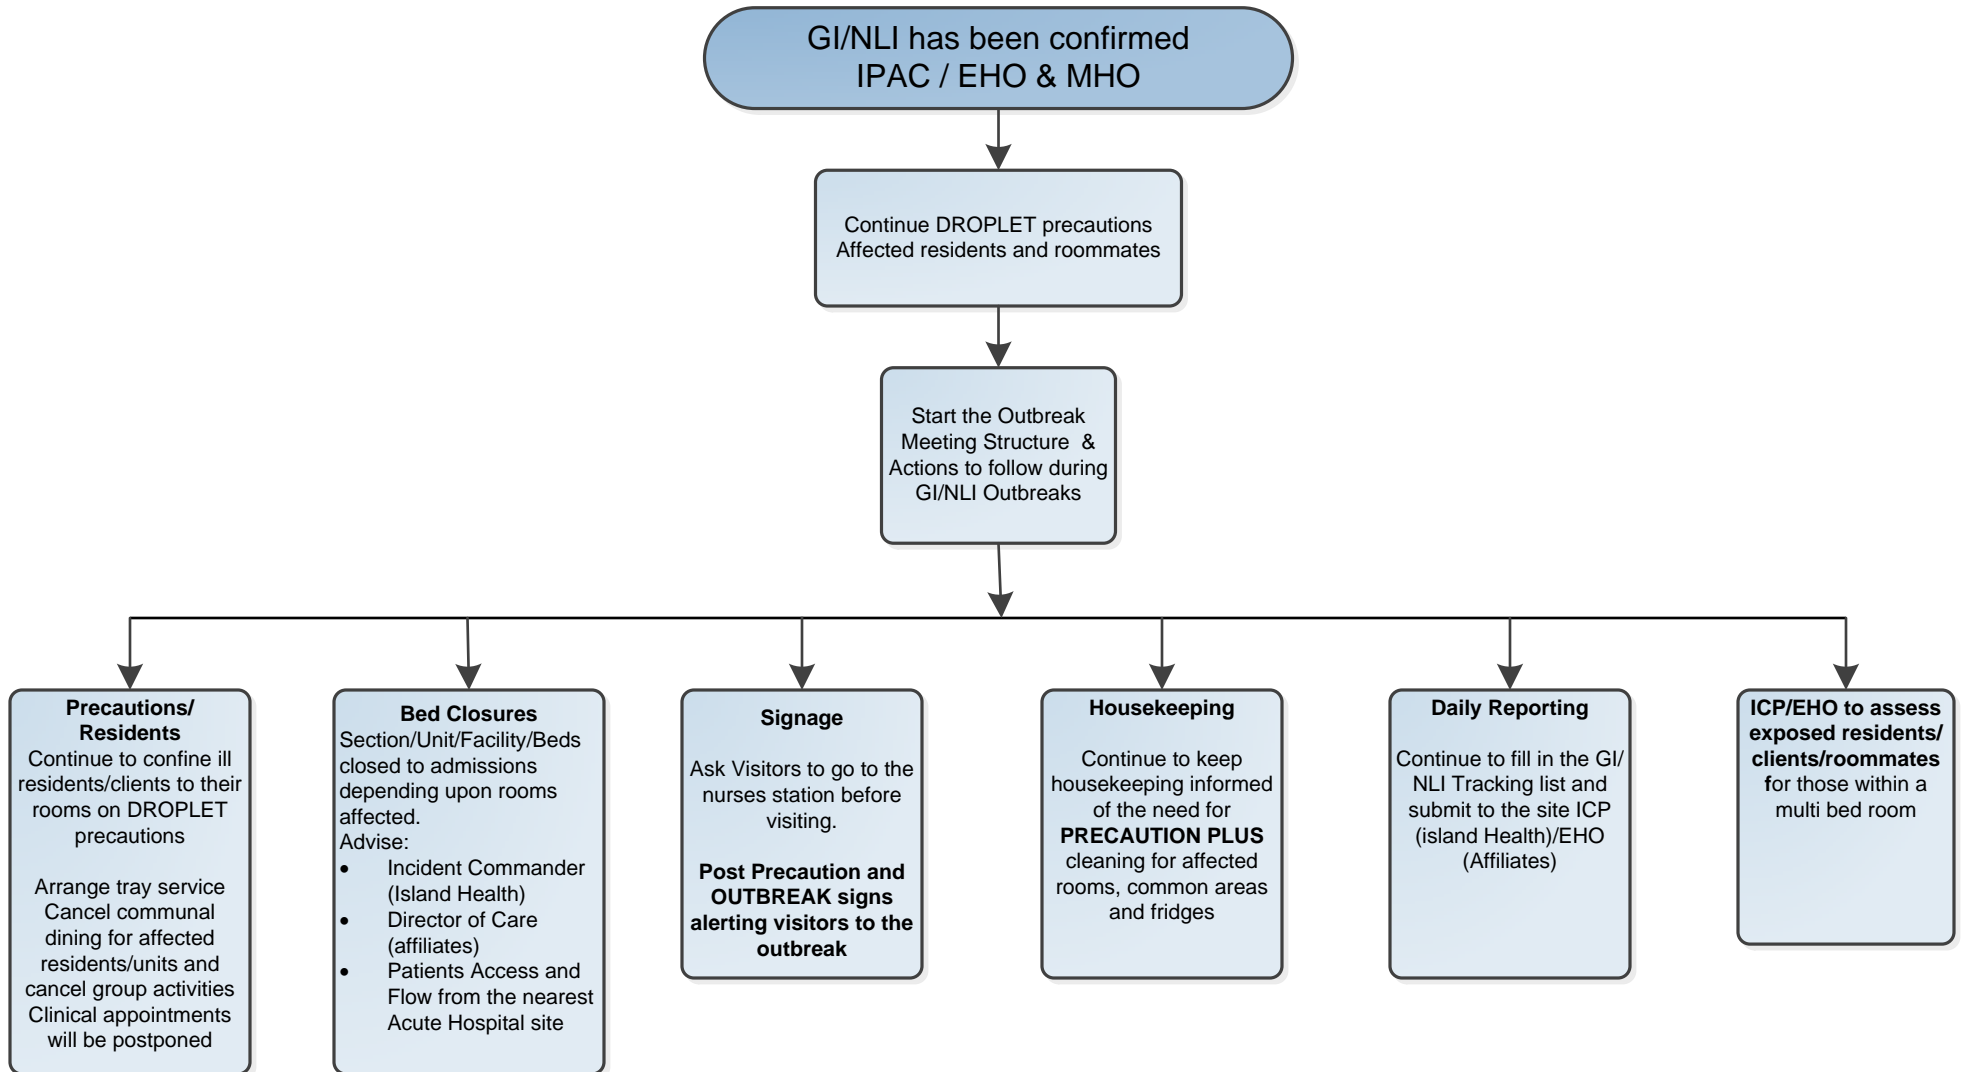 GI/NLI has been confirmed
IPAC / EHO & MHO
Continue DROPLET precautions
Affected residents and roommates
Start the Outbreak
Meeting Structure  &
Actions to follow during
GI/NLI Outbreaks
Precautions/
Residents
Continue to confine ill
residents/clients to their
rooms on DROPLET
precautions
Arrange tray service
Cancel communal
dining for affected
residents/units and
cancel group activities
Clinical appointments
will be postponed
Bed Closures
Section/Unit/Facility/Beds
closed to admissions
depending upon rooms
affected.
Advise:
• Incident Commander
(Island Health)
• Director of Care
(affiliates)
• Patients Access and
Flow from the nearest
Acute Hospital site
Signage
Ask Visitors to go to the
nurses station before
visiting.
Post Precaution and
OUTBREAK signs
alerting visitors to the
outbreak
Housekeeping
Continue to keep
housekeeping informed
of the need for
PRECAUTION PLUS
cleaning for affected
rooms, common areas
and fridges
Daily Reporting
Continue to fill in the GI/
NLI Tracking list and
submit to the site ICP
(island Health)/EHO
(Affiliates)
ICP/EHO to assess
exposed residents/
clients/roommates
for those within a
multi bed room